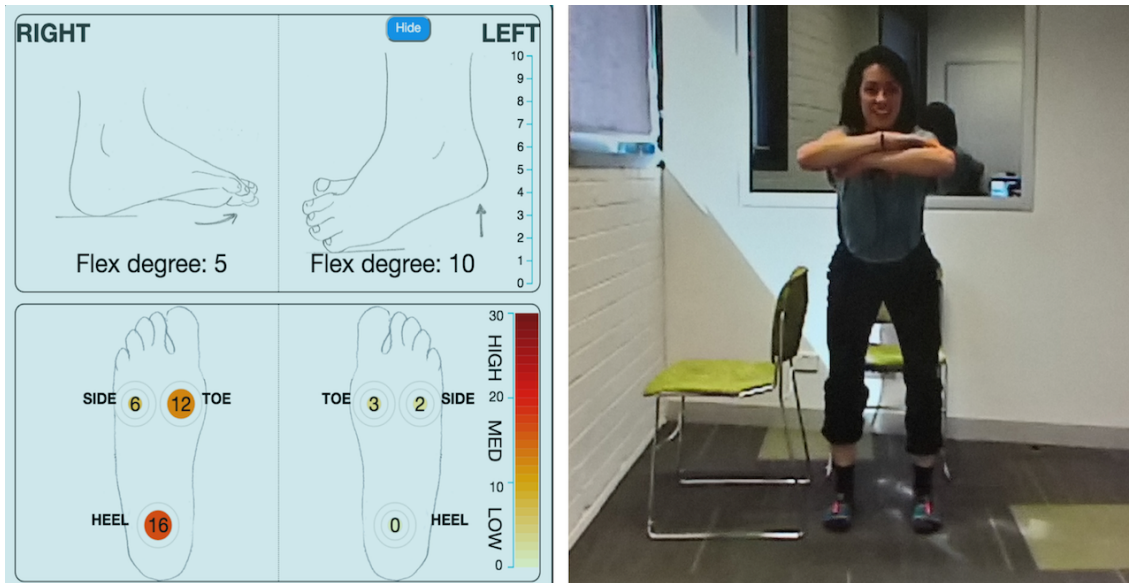 RIGHT
Hide
LEFT
10
9
8
7
6
5
4
3
2
1
0
Flex degree: 5
Flex degree: 10
30
HIGH
20
MED
10
LOW
0
SIDE
6
12
TOE
TOE
3
2
SIDE
HEEL
16
0
HEEL